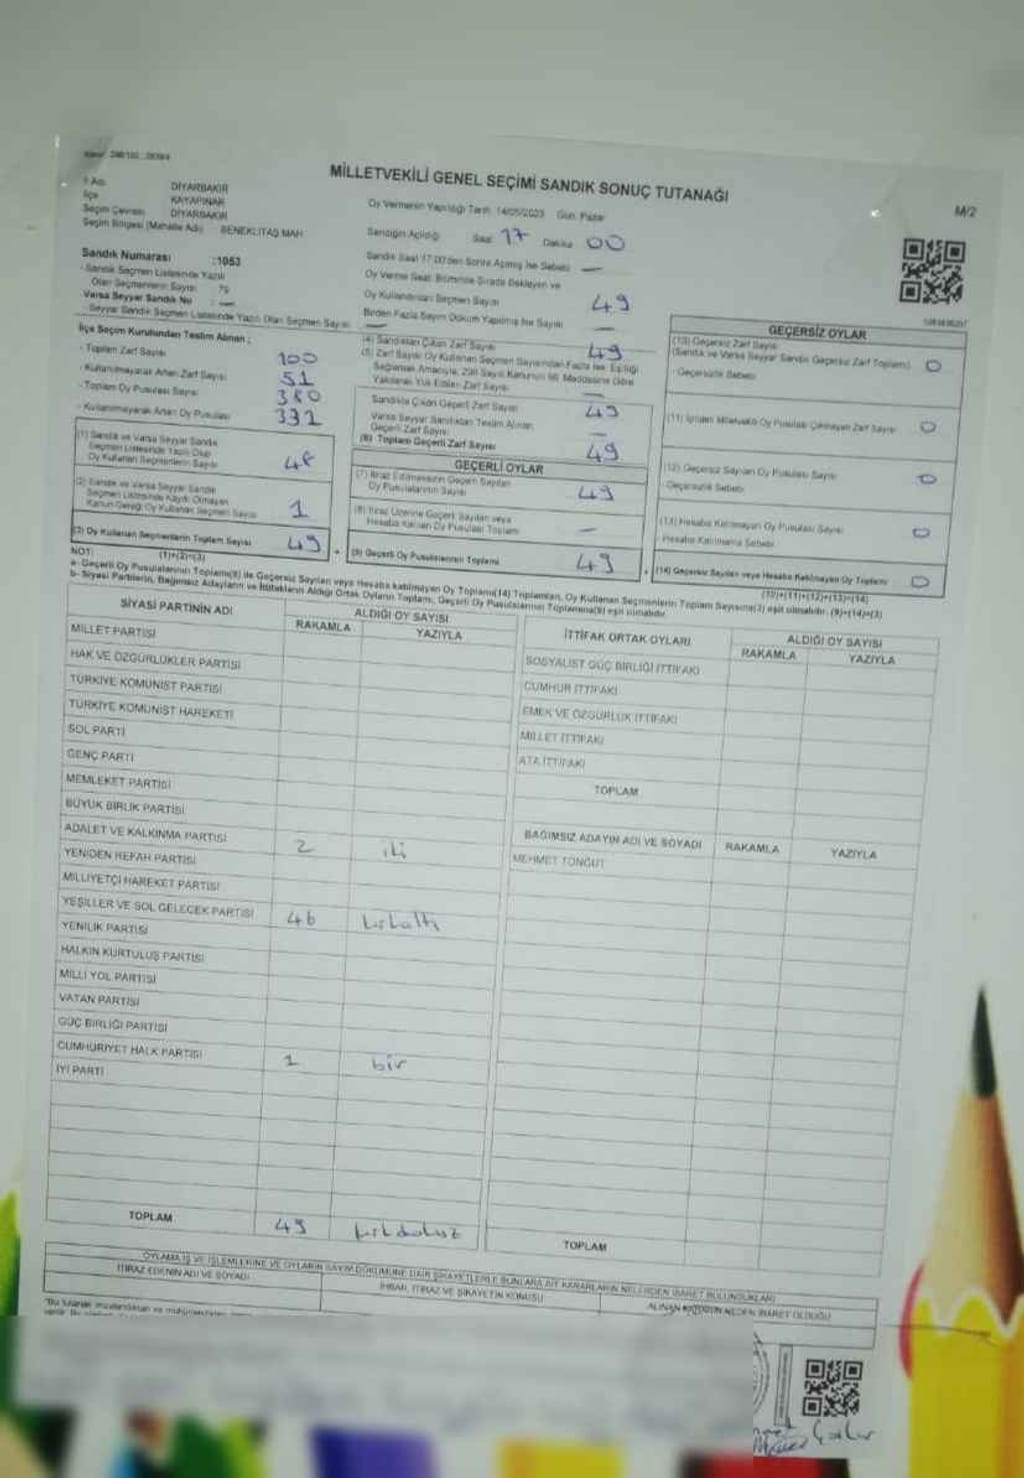 MİLLETVEKİLİ GENEL SEÇİMİ SANDIK SONUÇ TUTANAĞI
M/2
İl Adı DİYARBAKIR
İlçe KAYAPINAR
Seçim Çevresi DİYARBAKIR
Seçim Bölgesi (Mahalle Adı) BENEKLİTAŞ MAH.
Oy Vermenin Yapıldığı Tarih: 14/05/2023 Gün: Pazar
Sandığın Açıldığı Saat 17 Dakika 00
Sandık Saat 17:00'den Sonra Açılmış İse Sebebi —
Oy Verme Saati Bitiminde Sırada Bekleyen ve
Oy Kullandırılan Seçmen Sayısı 49
Birden Fazla Sayım Döküm Yapılmış İse Sayısı —
Sandık Numarası :1053
- Sandık Seçmen Listesinde Yazılı
Olan Seçmenlerin Sayısı 79
Varsa Seyyar Sandık No : —
- Seyyar Sandık Seçmen Listesinde Yazılı Olan Seçmen Sayısı —
İlçe Seçim Kurulundan Teslim Alınan :
- Toplam Zarf Sayısı 100
- Kullanılmayarak Artan Zarf Sayısı 51
- Toplam Oy Pusulası Sayısı 380
- Kullanılmayarak Artan Oy Pusulası 332
(1) Sandık ve Varsa Seyyar Sandık
Seçmen Listesinde Yazılı Olup
Oy Kullanan Seçmenlerin Sayısı 48
(2) Sandık ve Varsa Seyyar Sandık
Seçmen Listesinde Kaydı Olmayan
Kanun Gereği Oy Kullanan Seçmen Sayısı 1
(3) Oy Kullanan Seçmenlerin Toplam Sayısı 49
(1)+(2)=(3)
(4) Sandıktan Çıkan Zarf Sayısı 49
(5) Zarf Sayısı Oy Kullanan Seçmen Sayısından Fazla İse, Eşitliği
Sağlamak Amacıyla, 298 Sayılı Kanunun 98. Maddesine Göre
Yakılarak Yok Edilen Zarf Sayısı —
Sandıkta Çıkan Geçerli Zarf Sayısı 49
Varsa Seyyar Sandıktan Teslim Alınan
Geçerli Zarf Sayısı —
(6) Toplam Geçerli Zarf Sayısı 49
GEÇERLİ OYLAR
(7) İtiraz Edilmeksizin Geçerli Sayılan
Oy Pusulalarının Sayısı 49
(8) İtiraz Üzerine Geçerli Sayılan veya
Hesaba Katılan Oy Pusulası Toplamı —
(9) Geçerli Oy Pusulalarının Toplamı 49
GEÇERSİZ OYLAR
(10) Geçersiz Zarf Sayısı
(Sandık ve Varsa Seyyar Sandık Geçersiz Zarf Toplamı) 0
- Geçersizlik Sebebi
(11) İçinden Milletvekili Oy Pusulası Çıkmayan Zarf Sayısı 0
(12) Geçersiz Sayılan Oy Pusulası Sayısı 0
- Geçersizlik Sebebi
(13) Hesaba Katılmayan Oy Pusulası Sayısı 0
- Hesaba Katılmama Sebebi
(14) Geçersiz Sayılan veya Hesaba Katılmayan Oy Toplamı 0
(10)+(11)+(12)+(13)=(14)
NOT:
a- Geçerli Oy Pusulalarının Toplamı(9) ile Geçersiz Sayılan veya Hesaba katılmayan Oy Toplamı(14) Toplamları, Oy Kullanan Seçmenlerin Toplam Sayısına(3) eşit olmalıdır. (9)+(14)=(3)
b- Siyasi Partilerin, Bağımsız Adayların ve İttifakların Aldığı Ortak Oyların Toplamı, Geçerli Oy Pusulalarının Toplamına(9) eşit olmalıdır.
SİYASİ PARTİNİN ADI ALDIĞI OY SAYISI
RAKAMLA YAZIYLA
MİLLET PARTİSİ
HAK VE ÖZGÜRLÜKLER PARTİSİ
TÜRKİYE KOMÜNİST PARTİSİ
TÜRKİYE KOMÜNİST HAREKETİ
SOL PARTİ
GENÇ PARTİ
MEMLEKET PARTİSİ
BÜYÜK BİRLİK PARTİSİ
ADALET VE KALKINMA PARTİSİ 2 iki
YENİDEN REFAH PARTİSİ
MİLLİYETÇİ HAREKET PARTİSİ
YEŞİLLER VE SOL GELECEK PARTİSİ 46 kırkaltı
YENİLİK PARTİSİ
HALKIN KURTULUŞ PARTİSİ
MİLLİ YOL PARTİSİ
VATAN PARTİSİ
GÜÇ BİRLİĞİ PARTİSİ
CUMHURİYET HALK PARTİSİ 1 bir
İYİ PARTİ
TOPLAM 49 kırkdokuz
İTTİFAK ORTAK OYLARI ALDIĞI OY SAYISI
RAKAMLA YAZIYLA
SOSYALİST GÜÇ BİRLİĞİ İTTİFAKI
CUMHUR İTTİFAKI
EMEK VE ÖZGÜRLÜK İTTİFAKI
MİLLET İTTİFAKI
ATA İTTİFAKI
TOPLAM
BAĞIMSIZ ADAYIN ADI VE SOYADI RAKAMLA YAZIYLA
MEHMET TONGUT
TOPLAM
OYLAMA İŞ VE İŞLEMLERİNE VE OYLARIN SAYIM DÖKÜMÜNE DAİR ŞİKAYETLERLE BUNLARA AİT KARARLARIN NELERDEN İBARET BULUNDUKLARI
İTİRAZ EDENİN ADI VE SOYADI İHBAR, İTİRAZ VE ŞİKAYETİN KONUSU ALINAN KARARIN NEDEN İBARET OLDUĞU